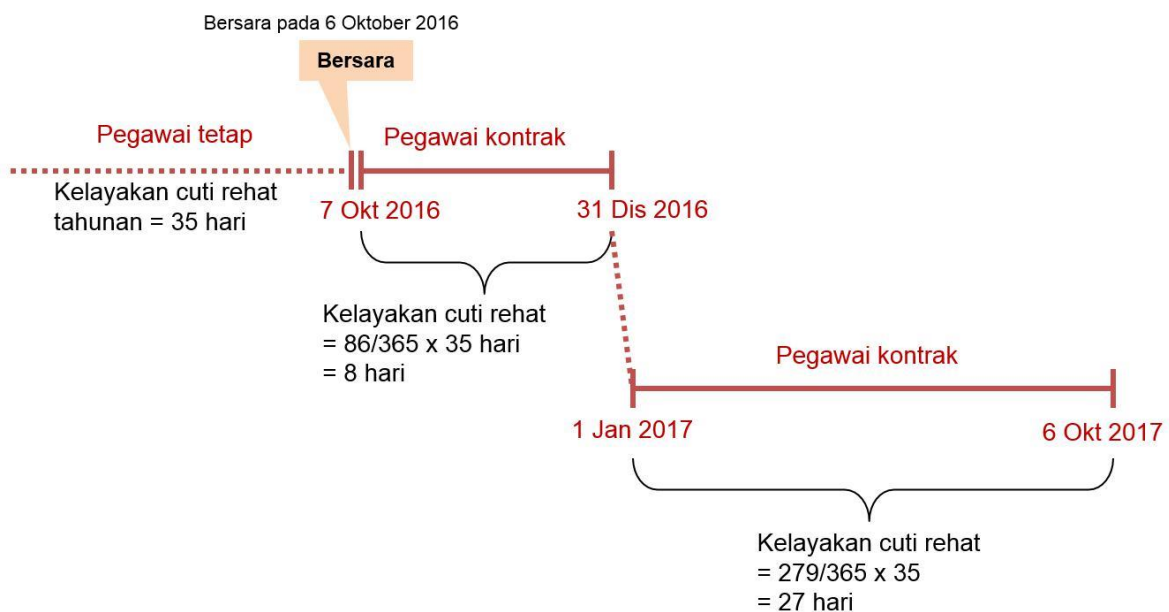 Bersara pada 6 Oktober 2016
Bersara
Pegawai tetap
Pegawai kontrak
Kelayakan cuti rehat
tahunan = 35 hari
7 Okt 2016
31 Dis 2016
Kelayakan cuti rehat
= 86/365 x 35 hari
= 8 hari
Pegawai kontrak
1 Jan 2017
6 Okt 2017
Kelayakan cuti rehat
= 279/365 x 35
= 27 hari